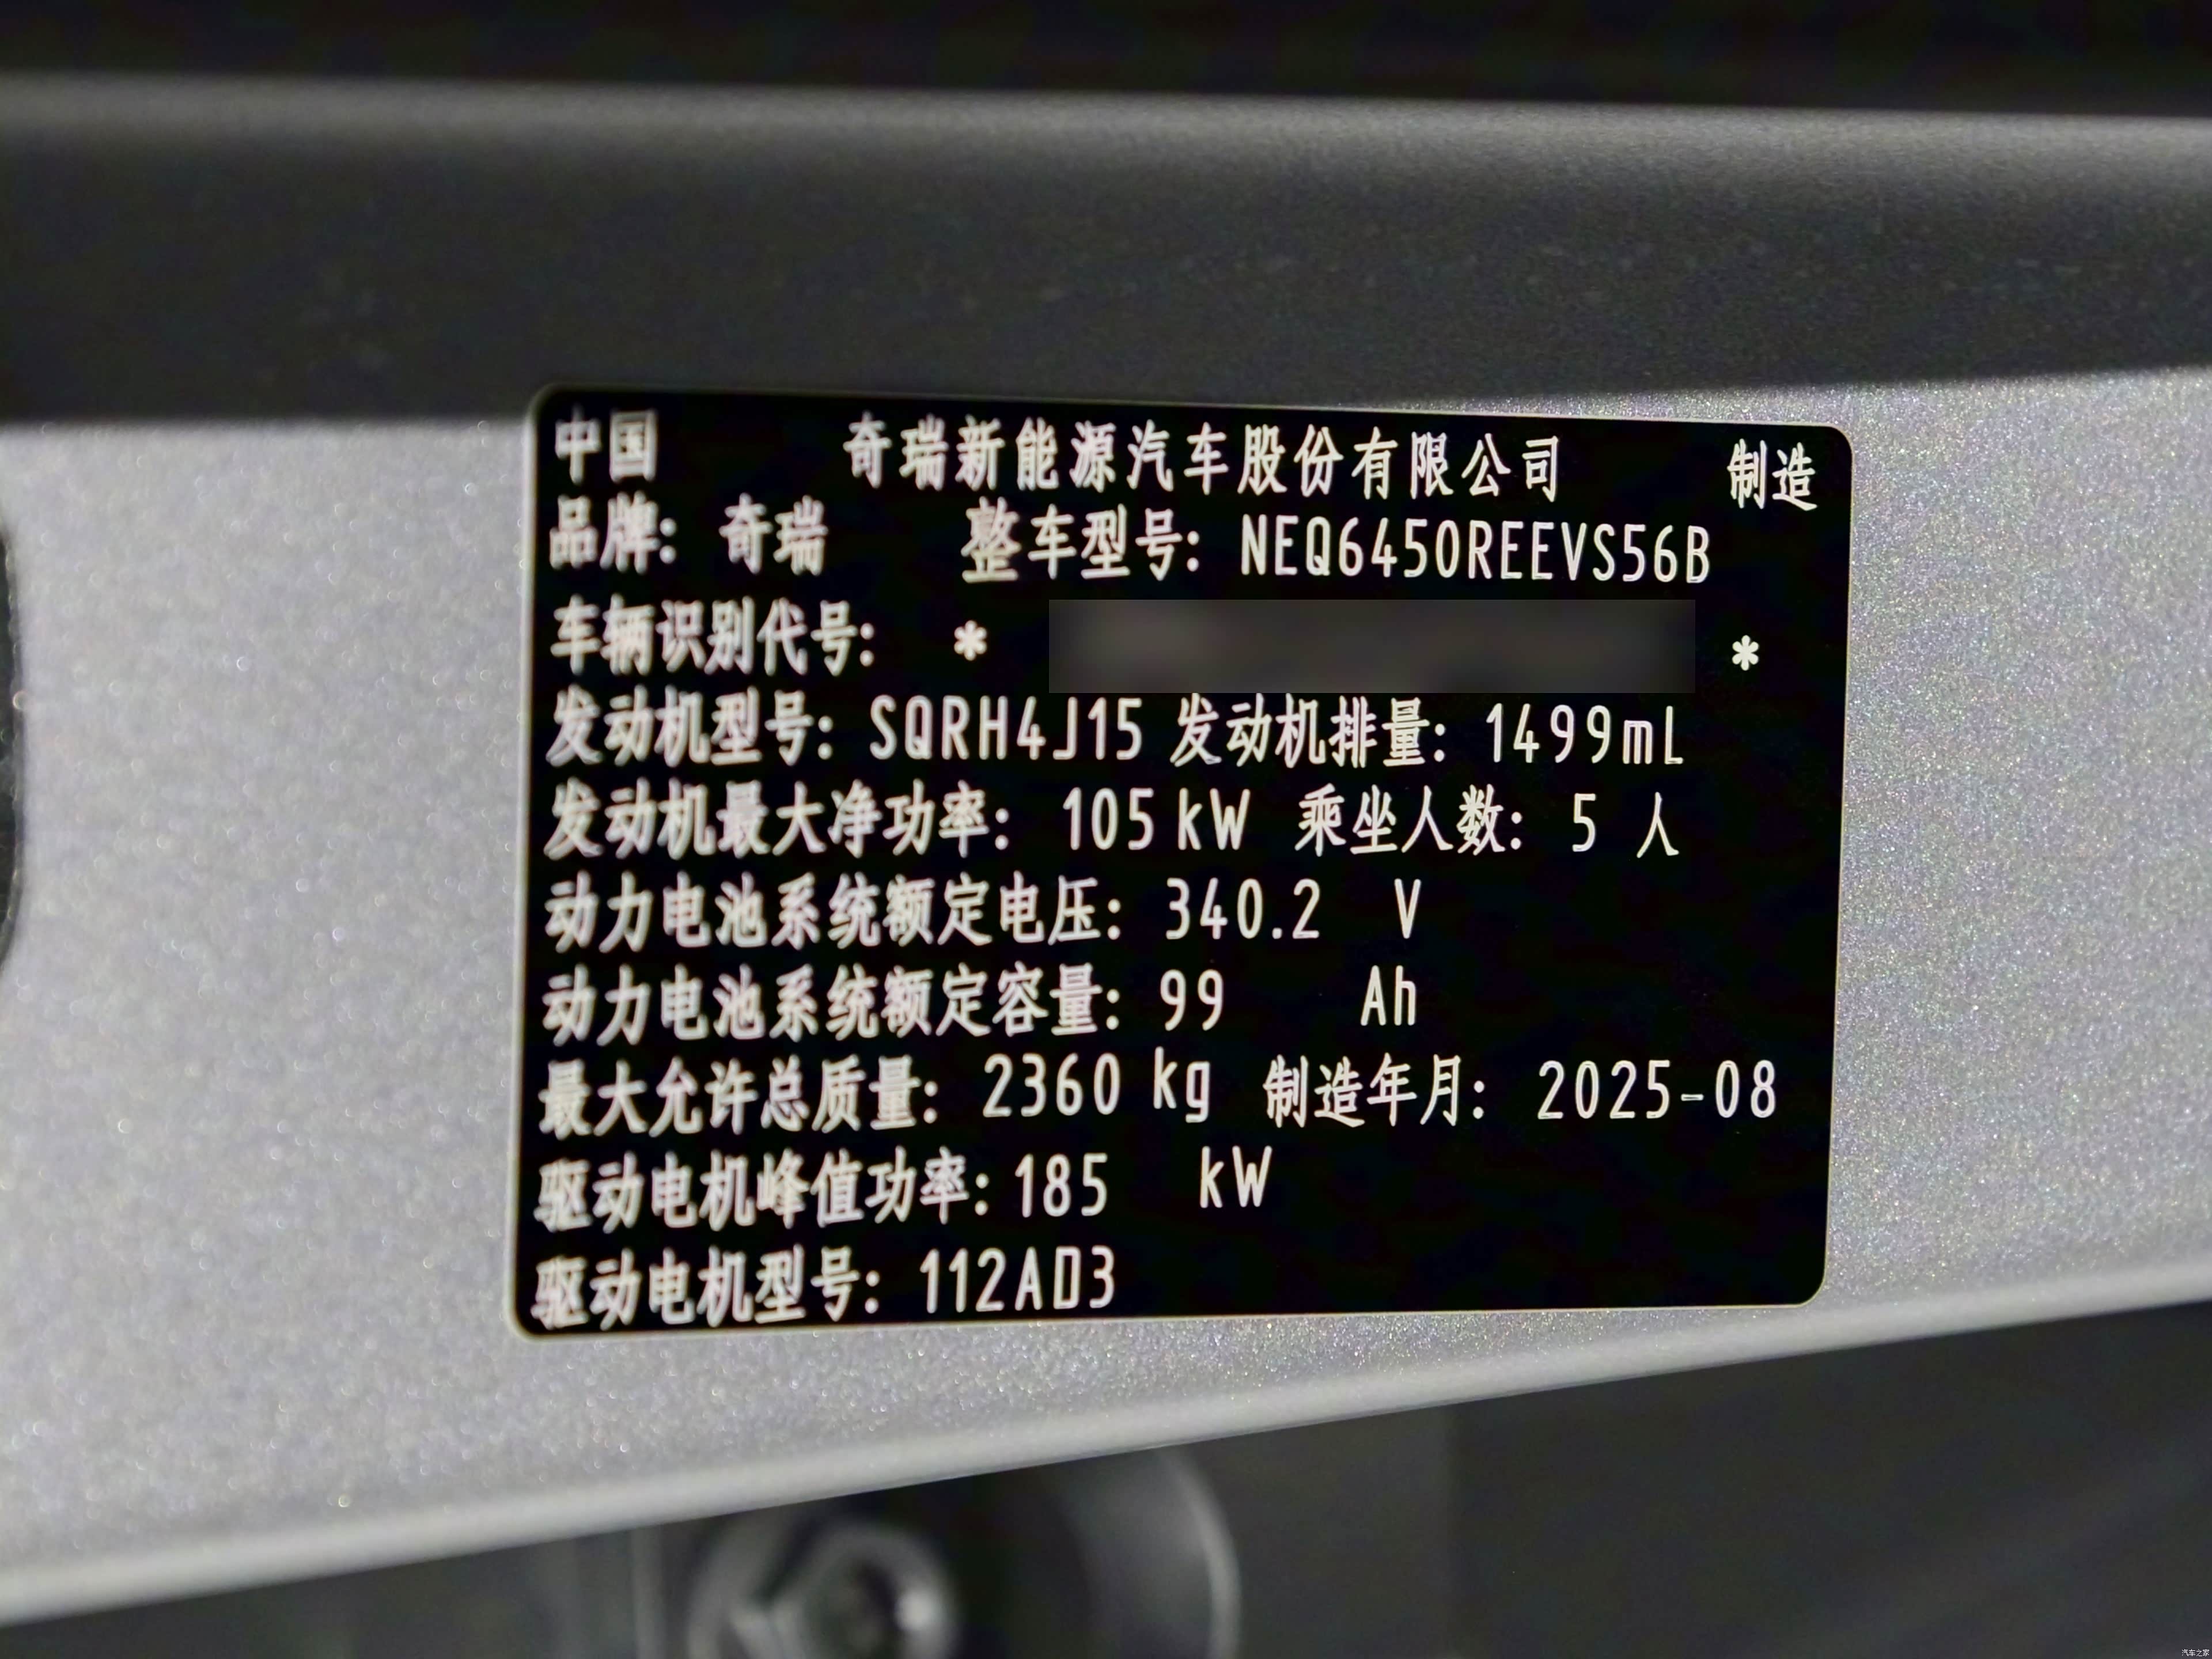 中国 奇瑞新能源汽车股份有限公司 制造
品牌: 奇瑞 整车型号: NEQ6450REEVS56B
车辆识别代号: * *
发动机型号: SQRH4J15 发动机排量: 1499mL
发动机最大净功率: 105 kW 乘坐人数: 5 人
动力电池系统额定电压: 340.2 V
动力电池系统额定容量: 99 Ah
最大允许总质量: 2360 kg 制造年月: 2025-08
驱动电机峰值功率: 185 kW
驱动电机型号: 112AD3
汽车之家